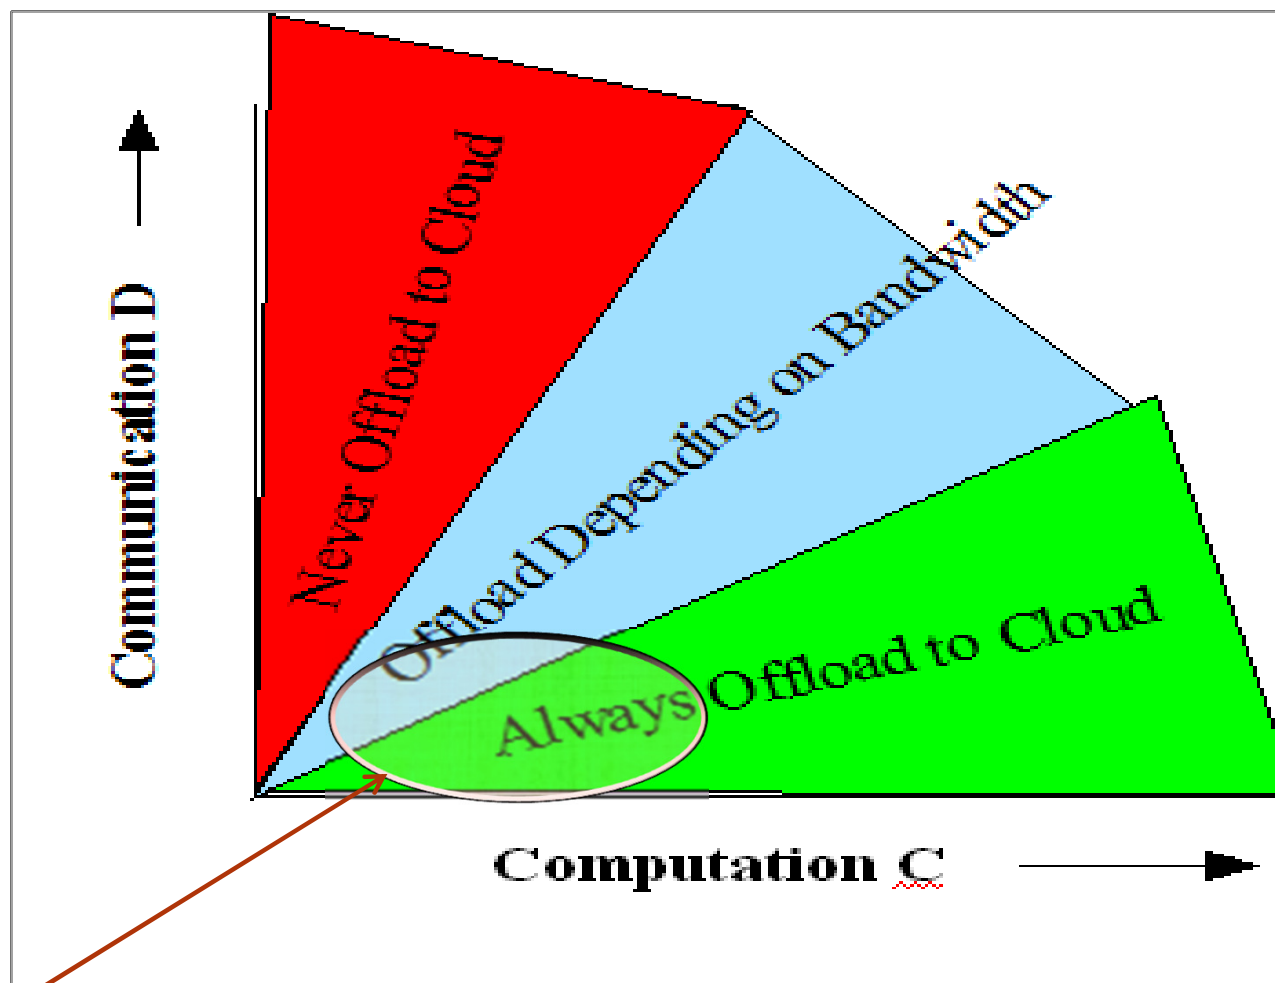 Never Offload to Cloud
Offload Depending on Bandwidth
Always Offload to Cloud
Communication D
Computation C